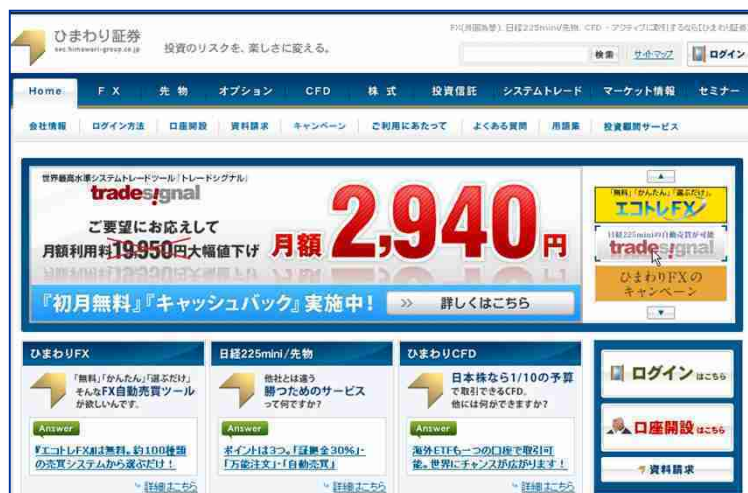 ひまわり証券
sec.himawari-group.co.jp
投資のリスクを、楽しさに変える。
FX(外国為替)、日経225mini/先物、CFD - アクティブに取引するなら【ひまわり証券】
検索
サイトマップ
ログイン
Home FX 先物 オプション CFD 株式 投資信託 システムトレード マーケット情報 セミナー
会社情報 ログイン方法 口座開設 資料請求 キャンペーン ご利用にあたって よくある質問 用語集 投資顧問サービス
世界最高水準システムトレードツール「トレードシグナル」
tradesignal
ご要望にお応えして
月額利用料19,950円大幅値下げ
月額2,940円
『初月無料』『キャッシュバック』実施中!
>> 詳しくはこちら
「無料」「かんたん」「選ぶだけ」
エコトレFX
日経225miniの自動売買が可能
tradesignal
ひまわりFXの
キャンペーン
ひまわりFX
「無料」「かんたん」「選ぶだけ」
そんなFX自動売買ツール
が欲しいんです。
Answer
『エコトレFX』は無料。約100種類
の売買システムから選ぶだけ!
詳細はこちら
日経225mini/先物
他社とは違う
勝つためのサービス
って何ですか?
Answer
ポイントは3つ。「証拠金30%」・
「万能注文」・「自動売買」
詳細はこちら
ひまわりCFD
日本株なら1/10の予算
で取引できるCFD。
他には何ができますか?
Answer
海外ETFも一つの口座で取引可
能。世界にチャンスが広がります!
詳細はこちら
ログインはこちら
口座開設はこちら
資料請求